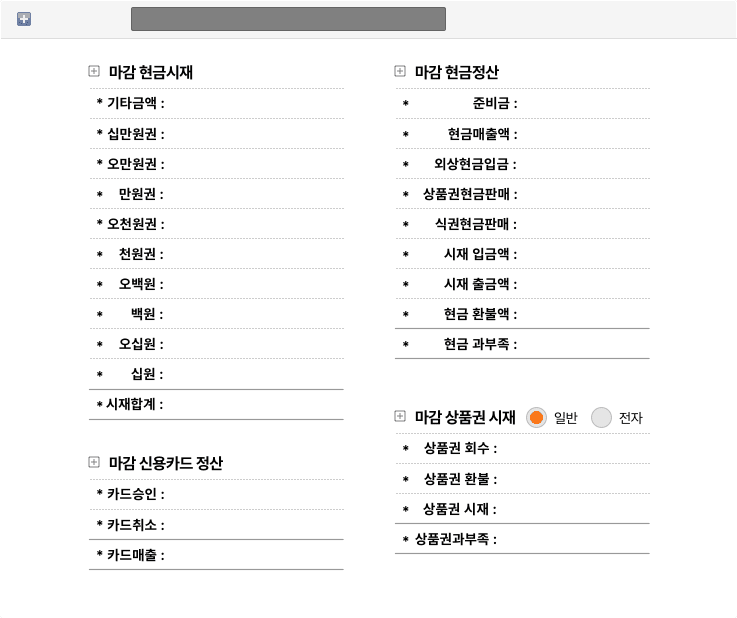 마감 현금시재
* 기타금액 :
* 십만원권 :
* 오만원권 :
* 만원권 :
* 오천원권 :
* 천원권 :
* 오백원 :
* 백원 :
* 오십원 :
* 십원 :
* 시재합계 :
마감 신용카드 정산
* 카드승인 :
* 카드취소 :
* 카드매출 :
마감 현금정산
* 준비금 :
* 현금매출액 :
* 외상현금입금 :
* 상품권현금판매 :
* 식권현금판매 :
* 시재 입금액 :
* 시재 출금액 :
* 현금 환불액 :
* 현금 과부족 :
마감 상품권 시재 일반 전자
* 상품권 회수 :
* 상품권 환불 :
* 상품권 시재 :
* 상품권과부족 :